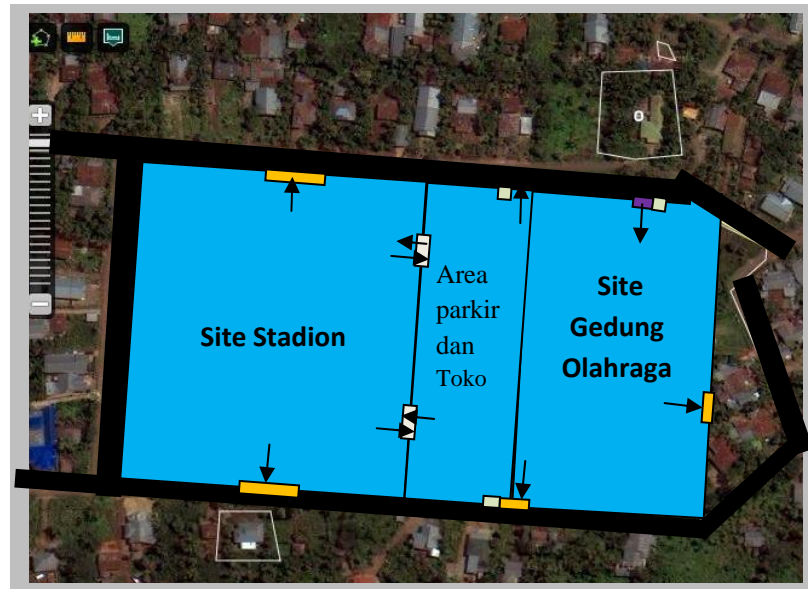 Site Stadion
Area
parkir
dan
Toko
Site
Gedung
Olahraga